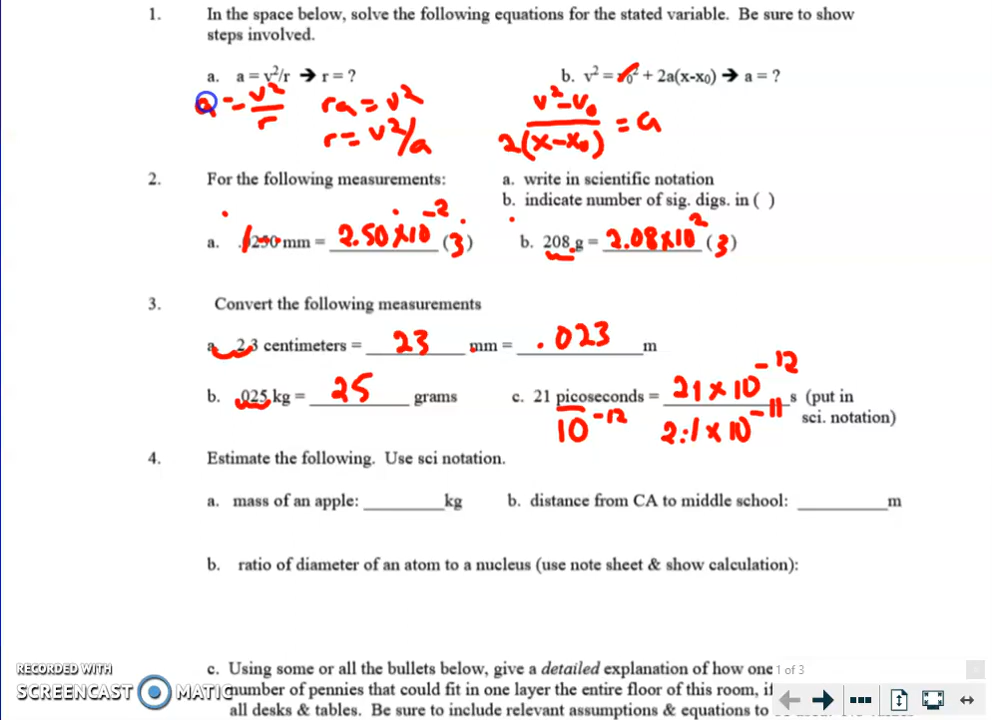 1. In the space below, solve the following equations for the stated variable. Be sure to show
steps involved.
a. a = v²/r ➔ r = ? b. v² = v₀² + 2a(x-x₀) ➔ a = ?
a = v²/r ra = v² v² - v₀ / 2(x-x₀) = a
r = v²/a
2. For the following measurements: a. write in scientific notation
b. indicate number of sig. digs. in ( )
a. .0250 mm = 2.50 x 10⁻² (3) b. 208 g = 2.08 x 10² (3)
3. Convert the following measurements
a. 2.3 centimeters = 23 mm = .023 m
b. .025 kg = 25 grams c. 21 picoseconds = 21 x 10⁻¹² s (put in
10⁻¹² 2.1 x 10⁻¹¹ sci. notation)
4. Estimate the following. Use sci notation.
a. mass of an apple: ________kg b. distance from CA to middle school: _________m
b. ratio of diameter of an atom to a nucleus (use note sheet & show calculation):
c. Using some or all the bullets below, give a detailed explanation of how one
number of pennies that could fit in one layer the entire floor of this room, if
all desks & tables. Be sure to include relevant assumptions & equations to
1 of 3
RECORDED WITH
SCREENCAST MATIC